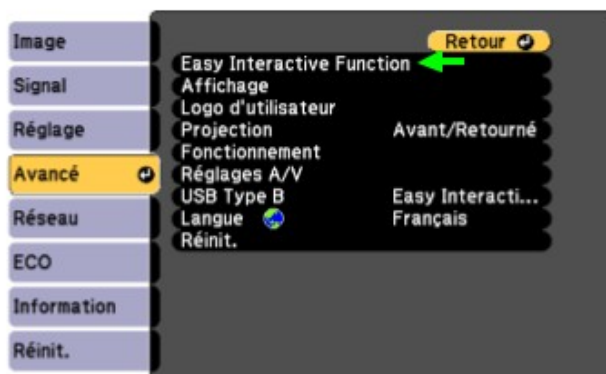 Image
Signal
Réglage
Avancé
Réseau
ECO
Information
Réinit.
Retour
Easy Interactive Function
Affichage
Logo d'utilisateur
Projection Avant/Retourné
Fonctionnement
Réglages A/V
USB Type B Easy Interacti...
Langue Français
Réinit.